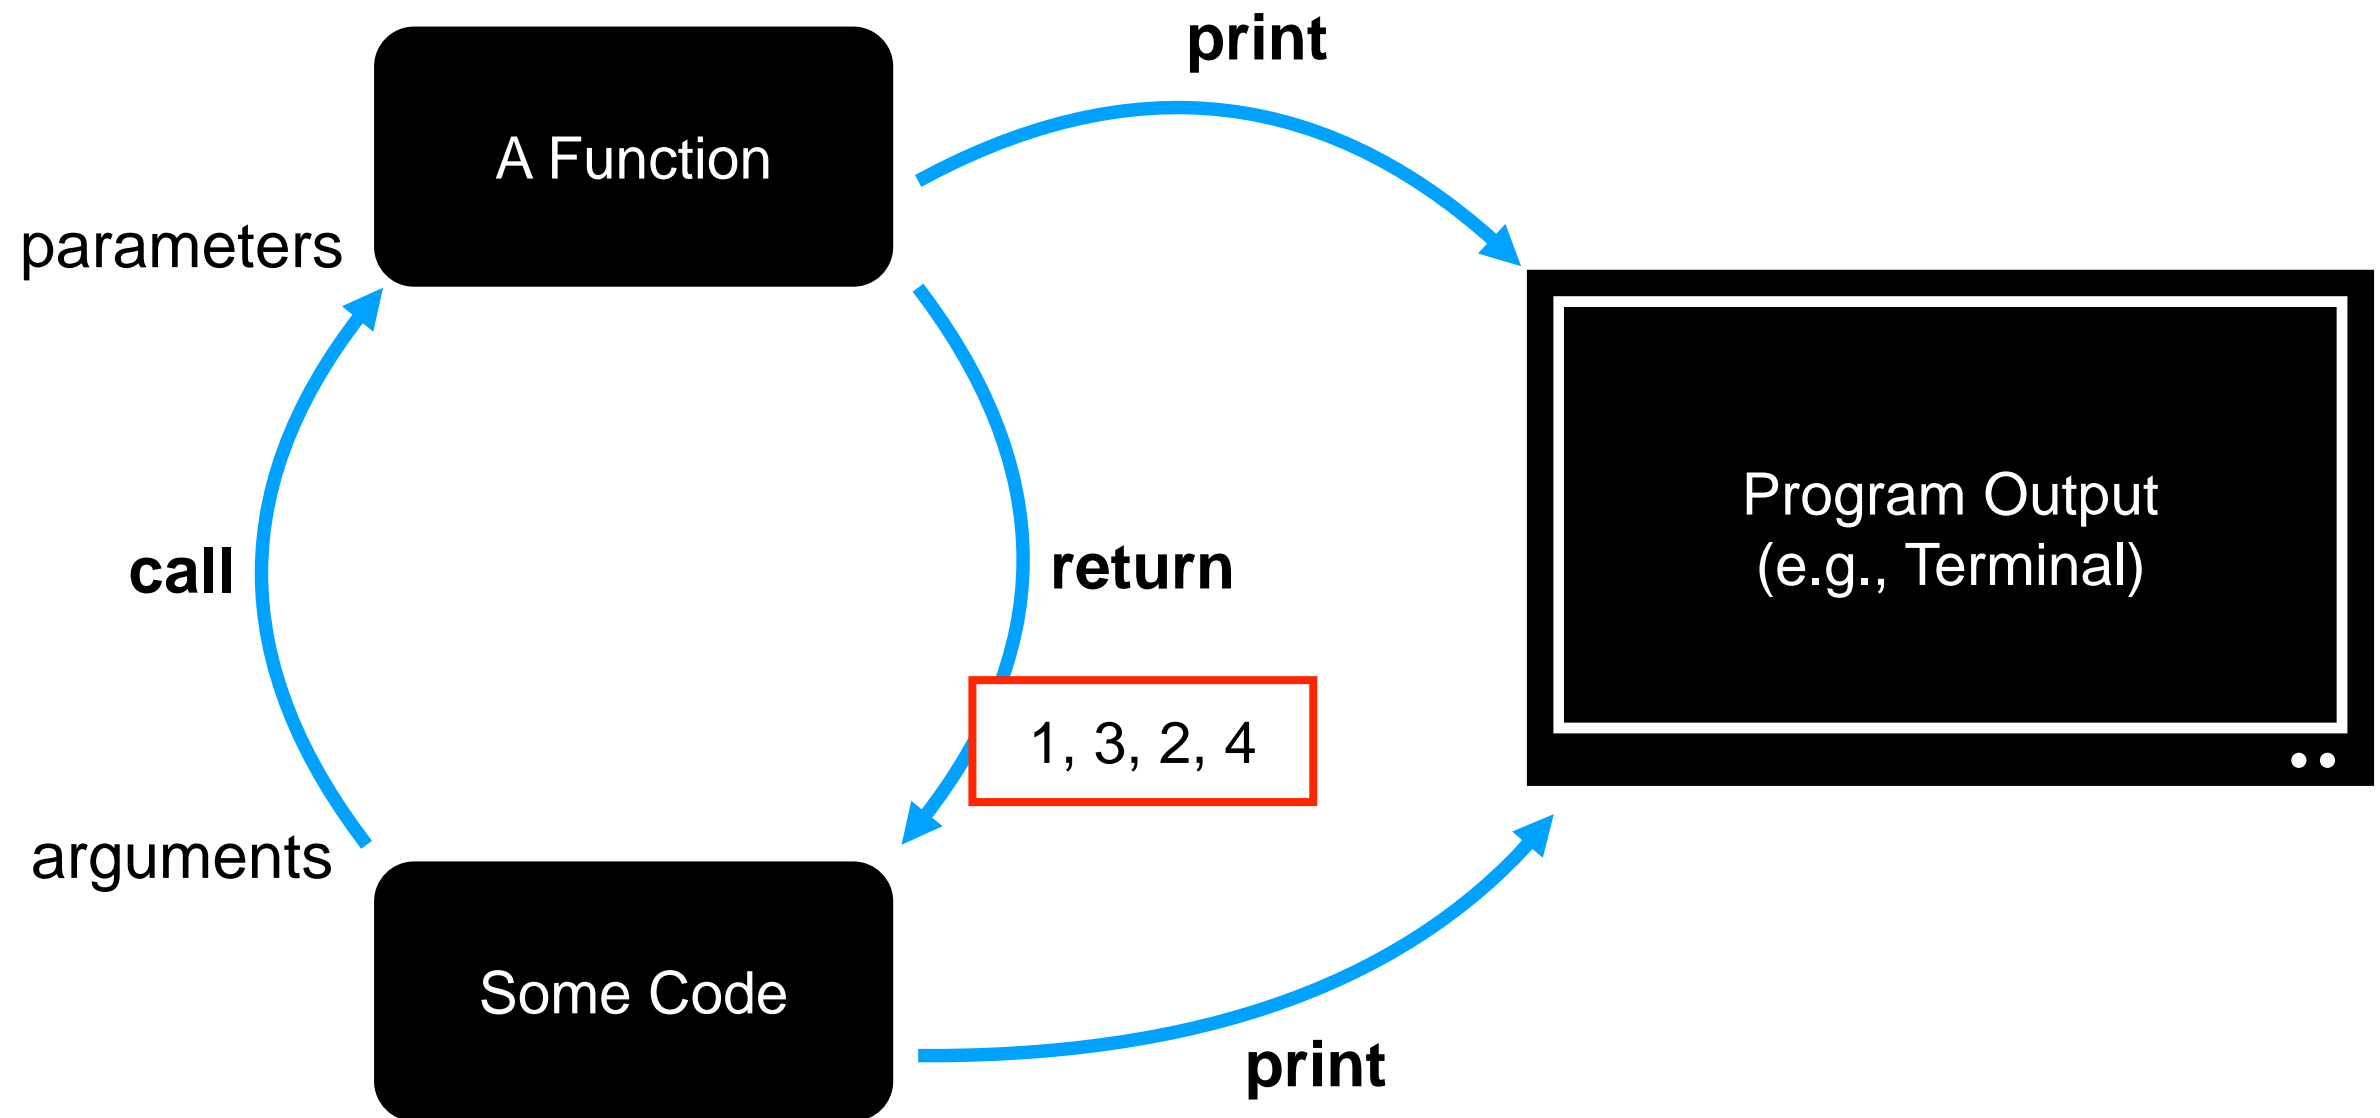 print
A Function
parameters
Program Output
(e.g., Terminal)
call
return
1, 3, 2, 4
arguments
Some Code
print